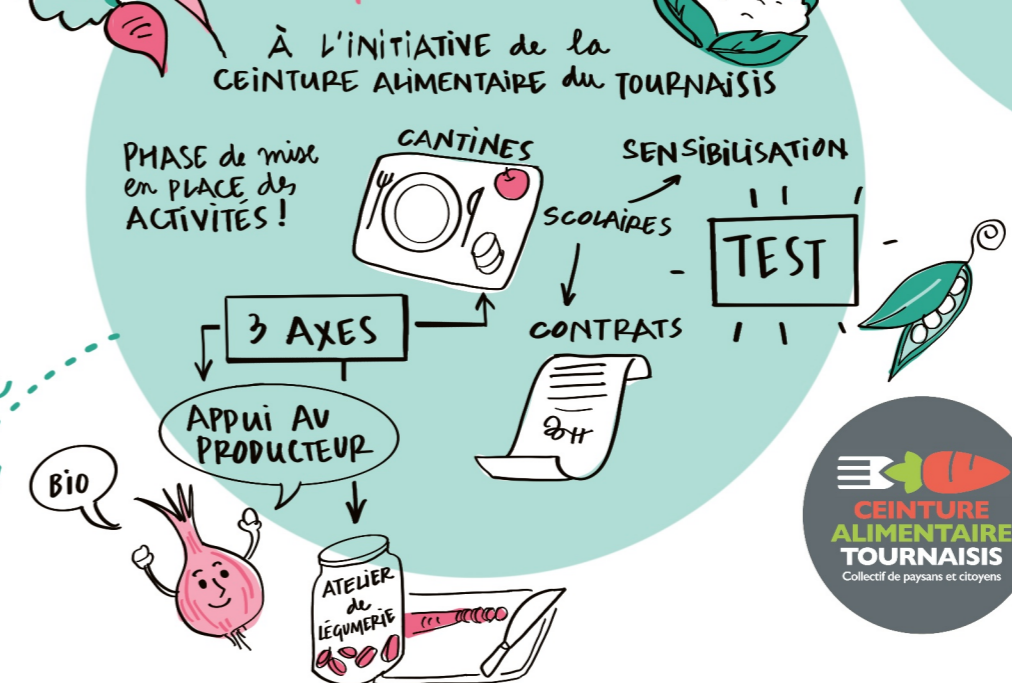 À L'INITIATIVE de la
CEINTURE ALIMENTAIRE du TOURNAISIS
PHASE de mise
en PLACE des
ACTIVITÉS !
CANTINES
SCOLAIRES
SENSIBILISATION
TEST
CONTRATS
3 AXES
APPUI AU
PRODUCTEUR
BIO
ATELIER
de
LÉGUMERIE
CEINTURE
ALIMENTAIRE
TOURNAISIS
Collectif de paysans et citoyens